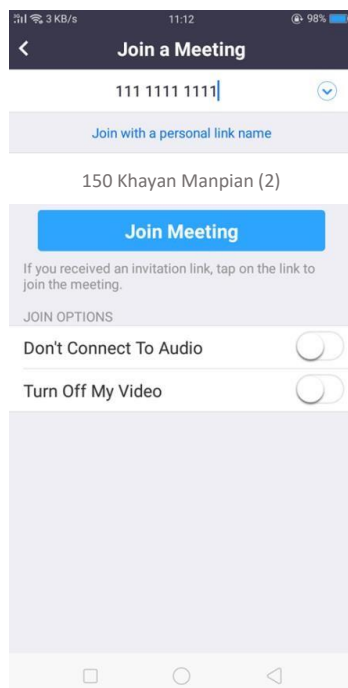 3 KB/s 11:12 98%
Join a Meeting
111 1111 1111
Join with a personal link name
150 Khayan Manpian (2)
Join Meeting
If you received an invitation link, tap on the link to
join the meeting.
JOIN OPTIONS
Don't Connect To Audio
Turn Off My Video